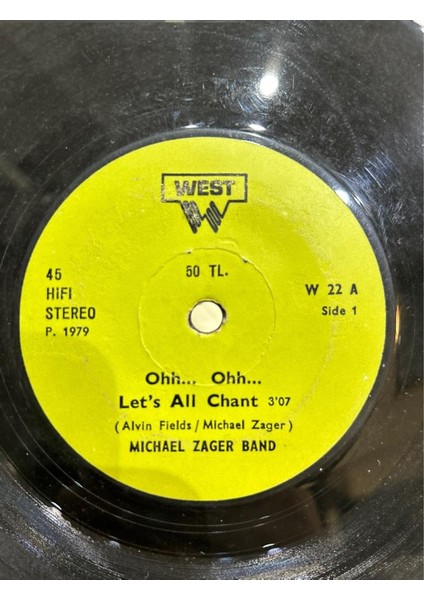 WEST
W
50 TL.
45
HiFi
STEREO
P. 1979
W 22 A
Side 1
Ohh... Ohh...
Let's All Chant 3'07
(Alvin Fields / Michael Zager)
MICHAEL ZAGER BAND